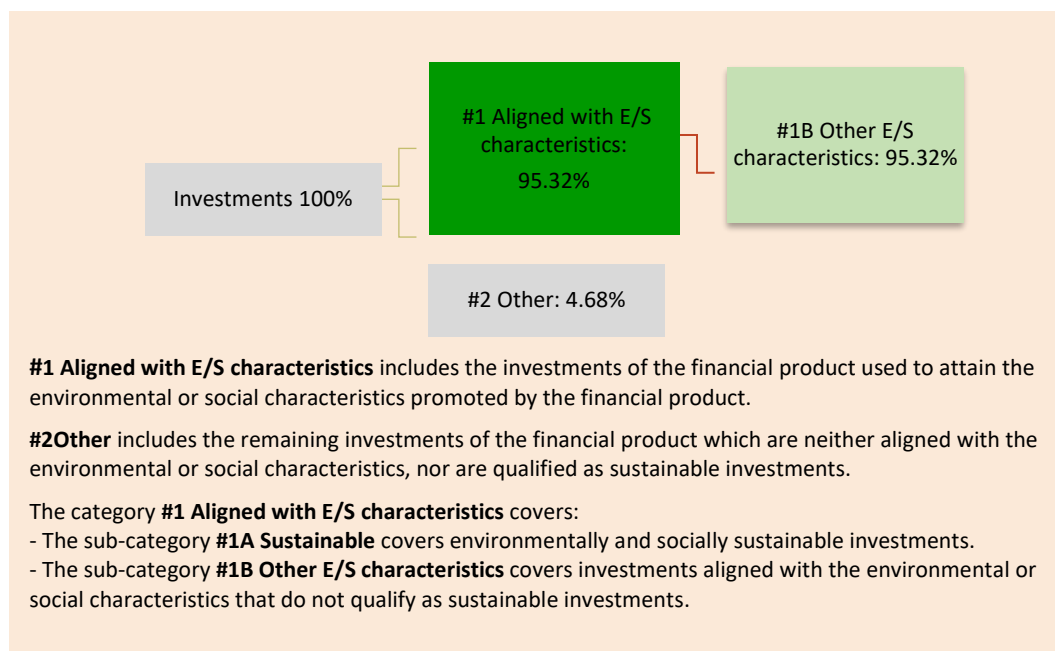 #1 Aligned with E/S
characteristics:
95.32%
#1B Other E/S
characteristics: 95.32%
Investments 100%
#2 Other: 4.68%
#1 Aligned with E/S characteristics includes the investments of the financial product used to attain the
environmental or social characteristics promoted by the financial product.
#2Other includes the remaining investments of the financial product which are neither aligned with the
environmental or social characteristics, nor are qualified as sustainable investments.
The category #1 Aligned with E/S characteristics covers:
- The sub-category #1A Sustainable covers environmentally and socially sustainable investments.
- The sub-category #1B Other E/S characteristics covers investments aligned with the environmental or
social characteristics that do not qualify as sustainable investments.